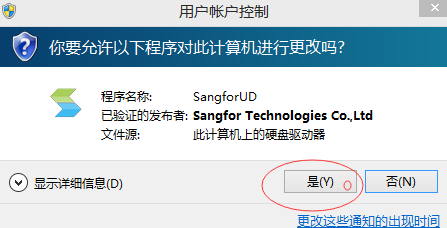 用户帐户控制
你要允许以下程序对此计算机进行更改吗?
程序名称: SangforUD
已验证的发布者: Sangfor Technologies Co.,Ltd
文件源: 此计算机上的硬盘驱动器
显示详细信息(D)
是(Y)
否(N)
更改这些通知的出现时间